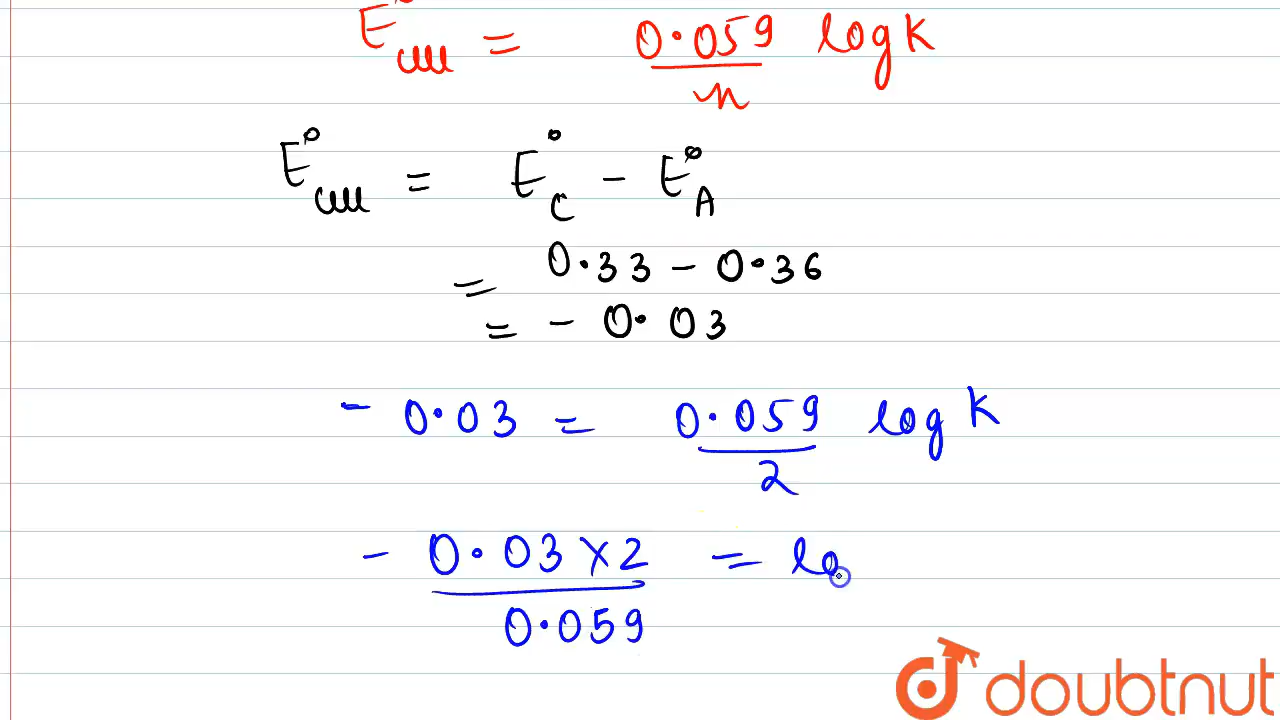 E°cell = 0.059/n log K
E°cell = E°C - E°A
= 0.33 - 0.36
= - 0.03
- 0.03 = 0.059/2 log K
- 0.03 × 2/0.059 = lo
doubtnut